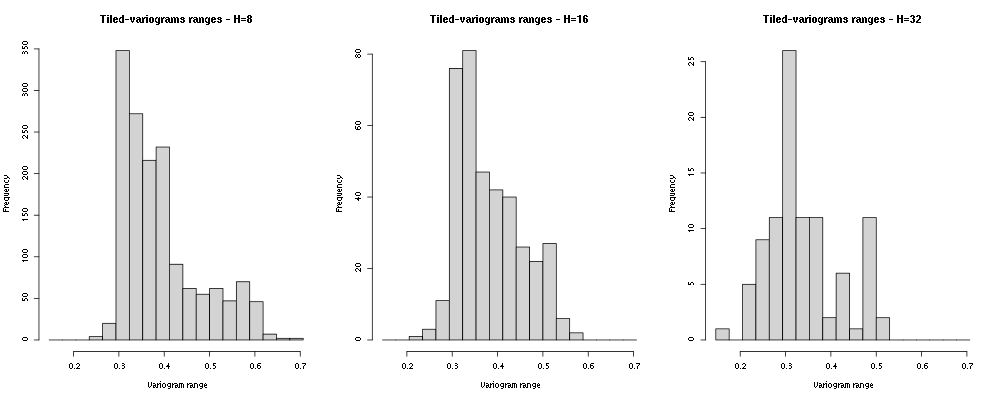 Tiled-variograms ranges - H=8
Frequency
350
300
250
200
150
100
50
0
0.2 0.3 0.4 0.5 0.6 0.7
Variogram range
Tiled-variograms ranges - H=16
Frequency
80
60
40
20
0
0.2 0.3 0.4 0.5 0.6 0.7
Variogram range
Tiled-variograms ranges - H=32
Frequency
25
20
15
10
5
0
0.2 0.3 0.4 0.5 0.6 0.7
Variogram range